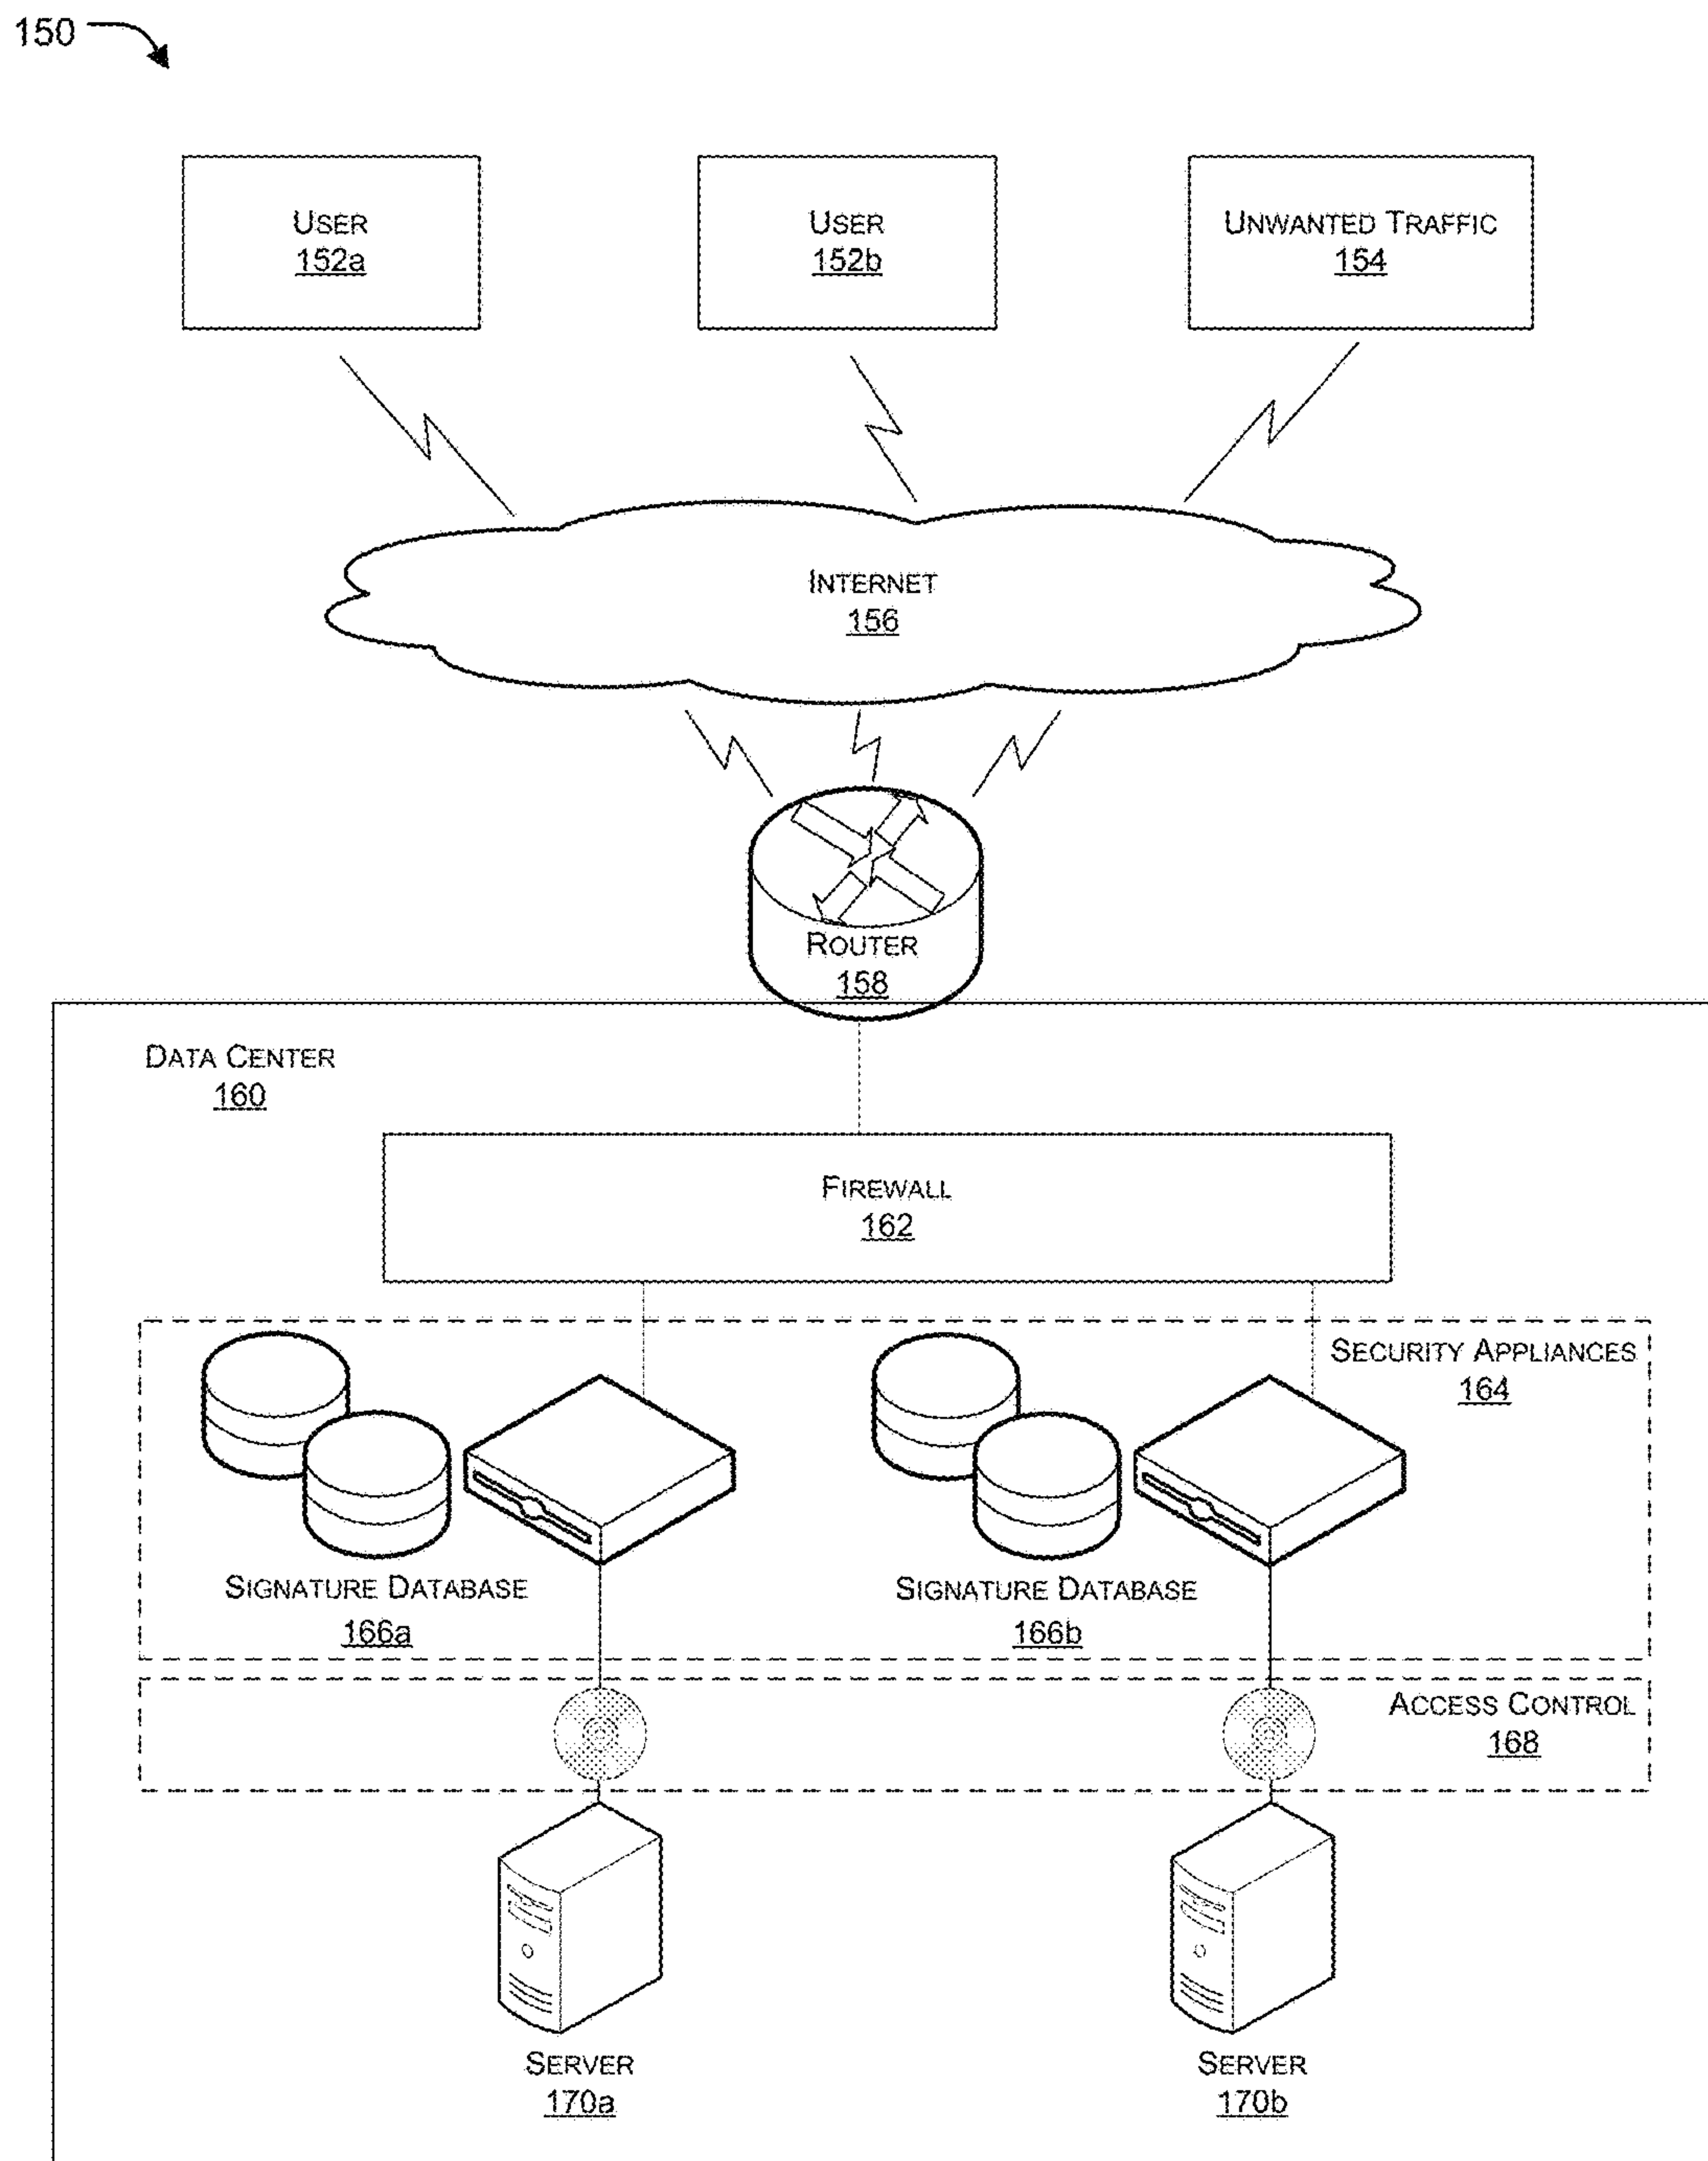 150
USER
152a
USER
152b
UNWANTED TRAFFIC
154
INTERNET
156
ROUTER
158
DATA CENTER
160
FIREWALL
162
SECURITY APPLIANCES
164
SIGNATURE DATABASE
166a
SIGNATURE DATABASE
166b
ACCESS CONTROL
168
SERVER
170a
SERVER
170b